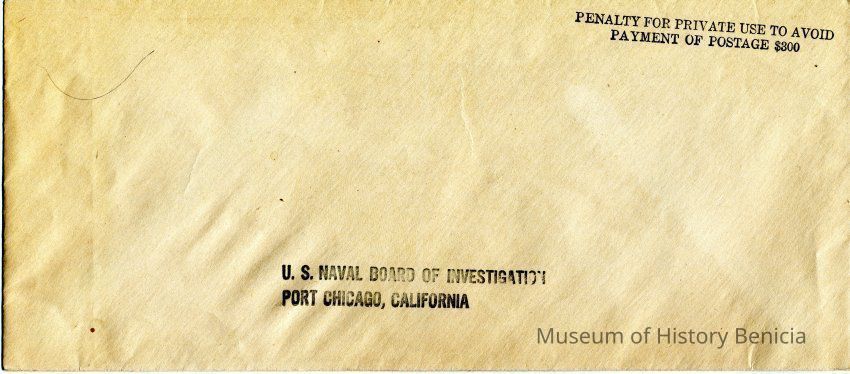 PENALTY FOR PRIVATE USE TO AVOID
PAYMENT OF POSTAGE $300
U. S. NAVAL BOARD OF INVESTIGATION
PORT CHICAGO, CALIFORNIA
Museum of History Benicia